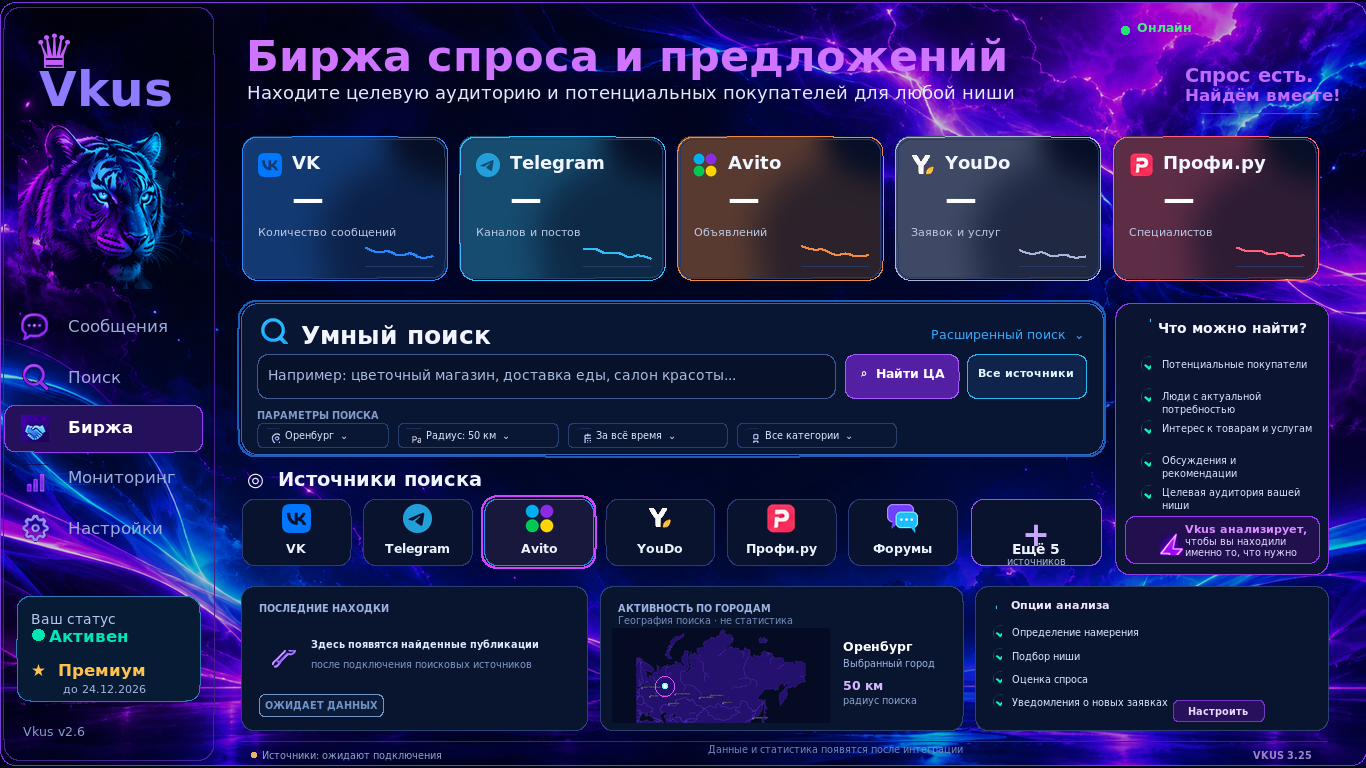 Vkus
Сообщения
Поиск
Биржа
Мониторинг
Настройки
Ваш статус
Активен
★ Премиум
до 24.12.2026
Vkus v2.6
Биржа спроса и предложений
Находите целевую аудиторию и потенциальных покупателей для любой ниши
Онлайн
Спрос есть.
Найдём вместе!
VK
—
Количество сообщений
Telegram
—
Каналов и постов
Avito
—
Объявлений
YouDo
—
Заявок и услуг
Профи.ру
—
Специалистов
Умный поиск
Расширенный поиск
Например: цветочный магазин, доставка еды, салон красоты...
Найти ЦА
Все источники
ПАРАМЕТРЫ ПОИСКА
Оренбург
Ра Радиус: 50 км
За всё время
Все категории
Что можно найти?
Потенциальные покупатели
Люди с актуальной
потребностью
Интерес к товарам и услугам
Обсуждения и
рекомендации
Целевая аудитория вашей
ниши
Vkus анализирует,
чтобы вы находили
именно то, что нужно
◎ Источники поиска
VK
Telegram
Avito
YouDo
Профи.ру
Форумы
+
Ещё 5
источников
ПОСЛЕДНИЕ НАХОДКИ
Здесь появятся найденные публикации
после подключения поисковых источников
ОЖИДАЕТ ДАННЫХ
АКТИВНОСТЬ ПО ГОРОДАМ
География поиска · не статистика
Оренбург
Выбранный город
50 км
радиус поиска
Опции анализа
Определение намерения
Подбор ниши
Оценка спроса
Уведомления о новых заявках
Настроить
Источники: ожидают подключения
Данные и статистика появятся после интеграции
VKUS 3.25